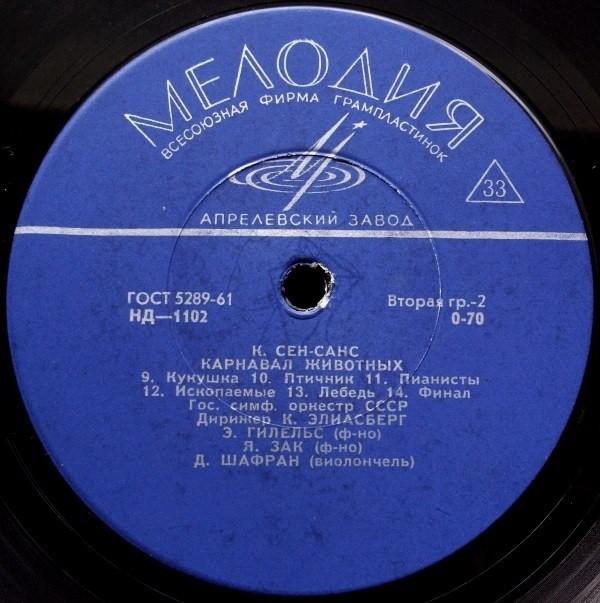 МЕЛОДИЯ
ВСЕСОЮЗНАЯ ФИРМА ГРАМПЛАСТИНОК
33
АПРЕЛЕВСКИЙ ЗАВОД
ГОСТ 5289-61 Вторая гр.-2
НД—1102 0-70
К. СЕН-САНС
КАРНАВАЛ ЖИВОТНЫХ
9. Кукушка 10. Птичник 11. Пианисты
12. Ископаемые 13. Лебедь 14. Финал
Гос. симф. оркестр СССР
Дирижер К. ЭЛИАСБЕРГ
Э. ГИЛЕЛЬС (ф-но)
Я. ЗАК (ф-но)
Д. ШАФРАН (виолончель)